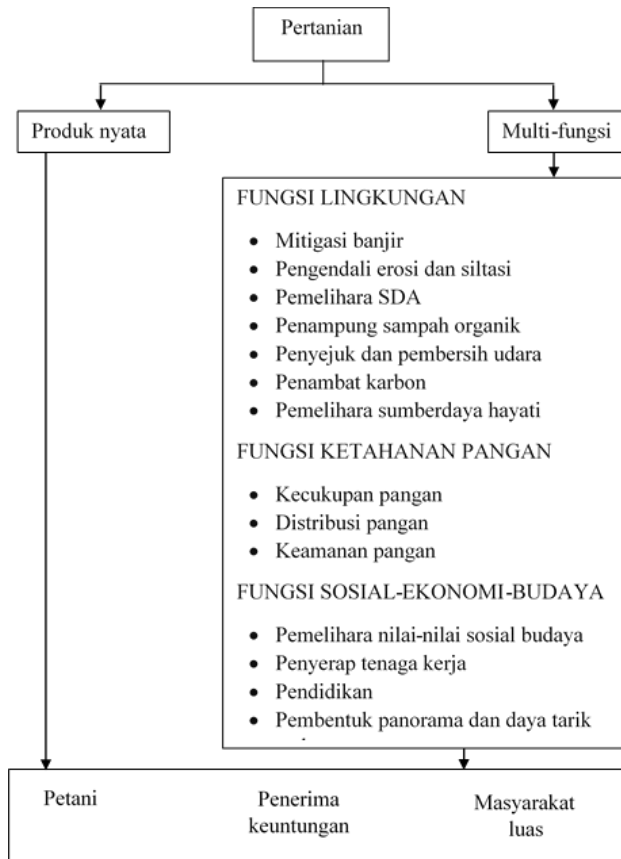 Pertanian
Produk nyata
Multi-fungsi
FUNGSI LINGKUNGAN
• Mitigasi banjir
• Pengendali erosi dan siltasi
• Pemelihara SDA
• Penampung sampah organik
• Penyejuk dan pembersih udara
• Penambat karbon
• Pemelihara sumberdaya hayati
FUNGSI KETAHANAN PANGAN
• Kecukupan pangan
• Distribusi pangan
• Keamanan pangan
FUNGSI SOSIAL-EKONOMI-BUDAYA
• Pemelihara nilai-nilai sosial budaya
• Penyerap tenaga kerja
• Pendidikan
• Pembentuk panorama dan daya tarik
Petani
Penerima
keuntungan
Masyarakat
luas